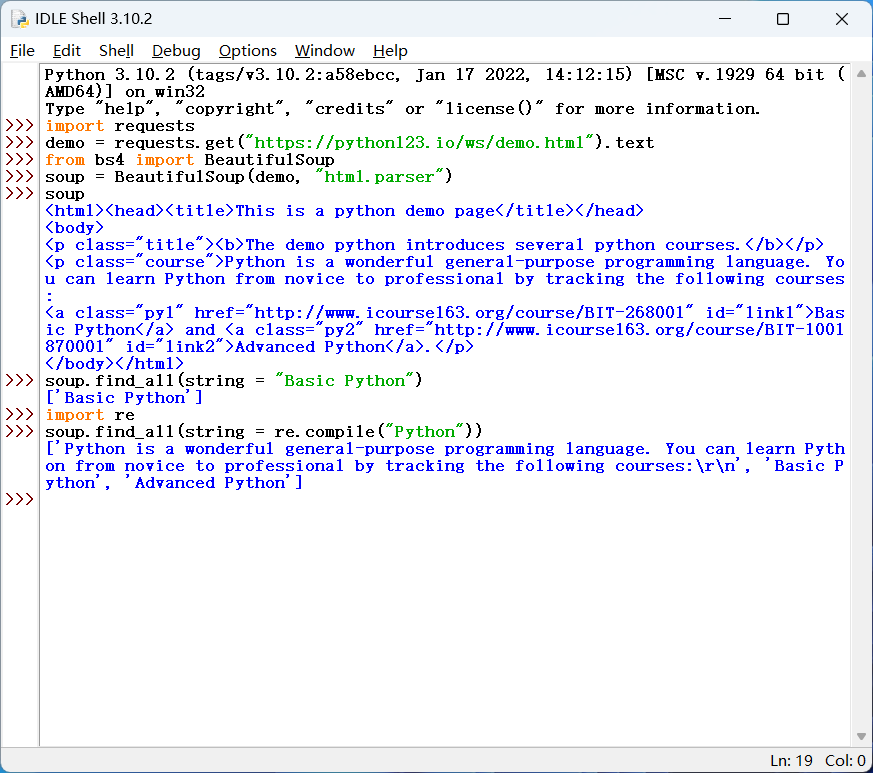 IDLE Shell 3.10.2
File Edit Shell Debug Options Window Help
Python 3.10.2 (tags/v3.10.2:a58ebcc, Jan 17 2022, 14:12:15) [MSC v.1929 64 bit (
AMD64)] on win32
Type "help", "copyright", "credits" or "license()" for more information.
>>> import requests
>>> demo = requests.get("https://python123.io/ws/demo.html").text
>>> from bs4 import BeautifulSoup
>>> soup = BeautifulSoup(demo, "html.parser")
>>> soup
<html><head><title>This is a python demo page</title></head>
<body>
<p class="title"><b>The demo python introduces several python courses.</b></p>
<p class="course">Python is a wonderful general-purpose programming language. Yo
u can learn Python from novice to professional by tracking the following courses
:
<a class="py1" href="http://www.icourse163.org/course/BIT-268001" id="link1">Bas
ic Python</a> and <a class="py2" href="http://www.icourse163.org/course/BIT-1001
870001" id="link2">Advanced Python</a>.</p>
</body></html>
>>> soup.find_all(string = "Basic Python")
['Basic Python']
>>> import re
>>> soup.find_all(string = re.compile("Python"))
['Python is a wonderful general-purpose programming language. You can learn Pyth
on from novice to professional by tracking the following courses:\r\n', 'Basic P
ython', 'Advanced Python']
>>>
Ln: 19 Col: 0